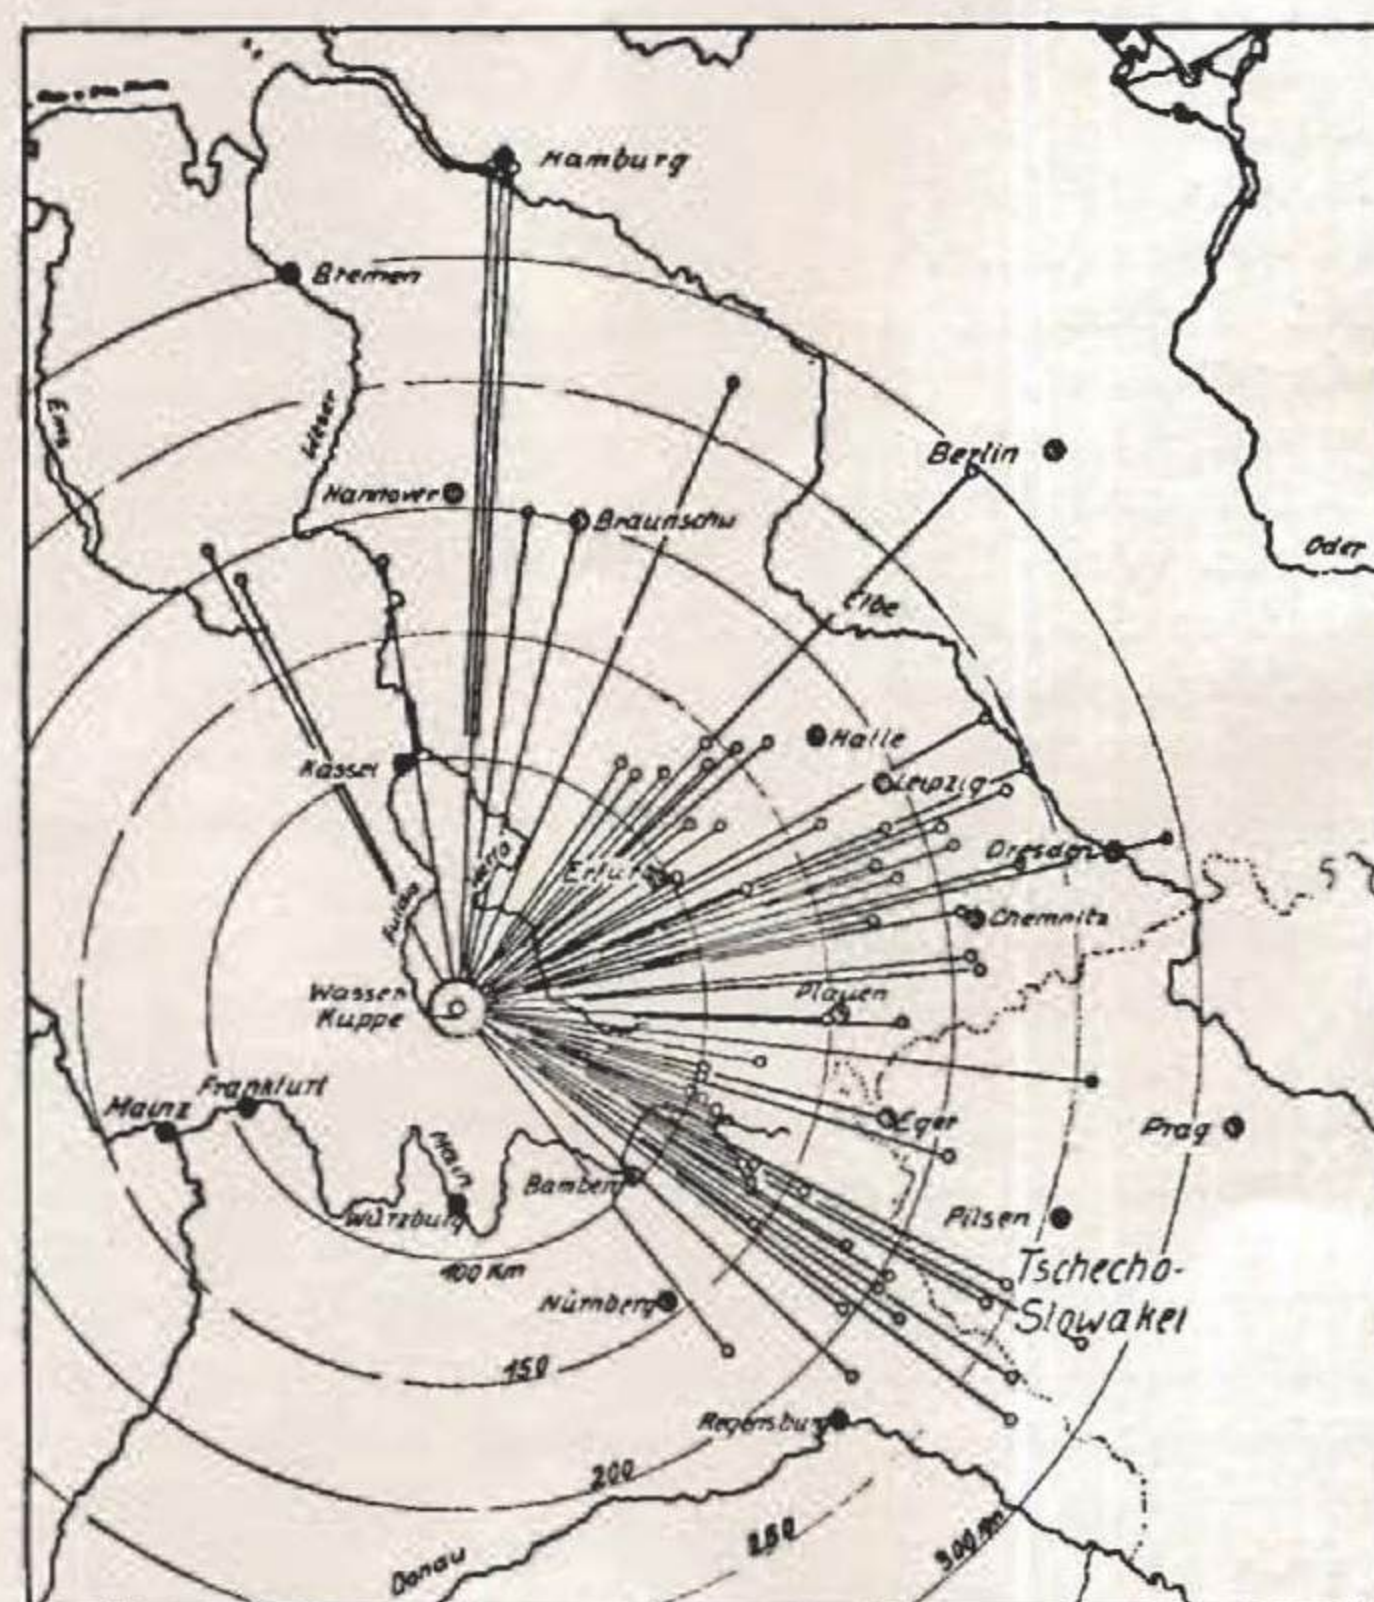 Hamburg
Bremen
Ems
Weser
Berlin
Hannover
Braunschw
Oder
Elbe
Halle
Kassel
Leipzig
Dresden
Werra
Erfurt
Fulda
Chemnitz
Wasser
Kuppe
Plauen
Frankfurt
Mainz
Eger
Prag
Main
Bamberg
Würzburg
Pilsen
100 Km
Tschecho-
Slowakei
Nürnberg
150
Regensburg
200
250
300 Km
Donau